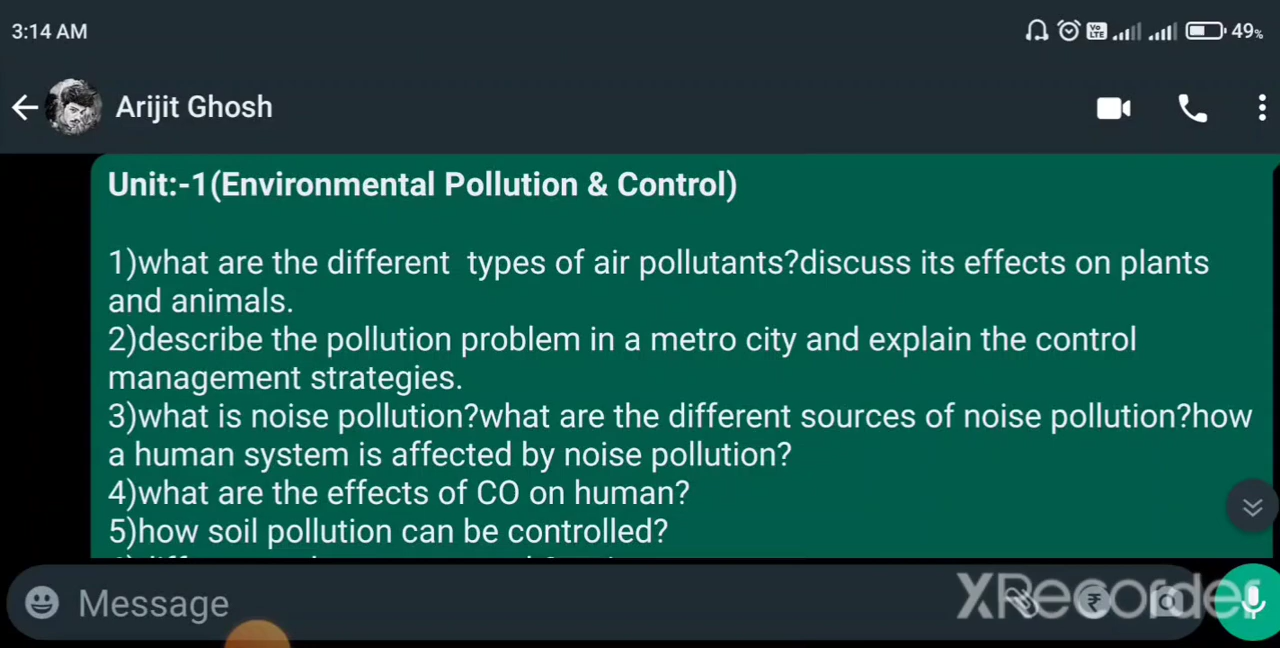 3:14 AM
Vo LTE
49%
Arijit Ghosh
Unit:-1(Environmental Pollution & Control)
1)what are the different  types of air pollutants?discuss its effects on plants
and animals.
2)describe the pollution problem in a metro city and explain the control
management strategies.
3)what is noise pollution?what are the different sources of noise pollution?how
a human system is affected by noise pollution?
4)what are the effects of CO on human?
5)how soil pollution can be controlled?
Message
₹
XRecorder